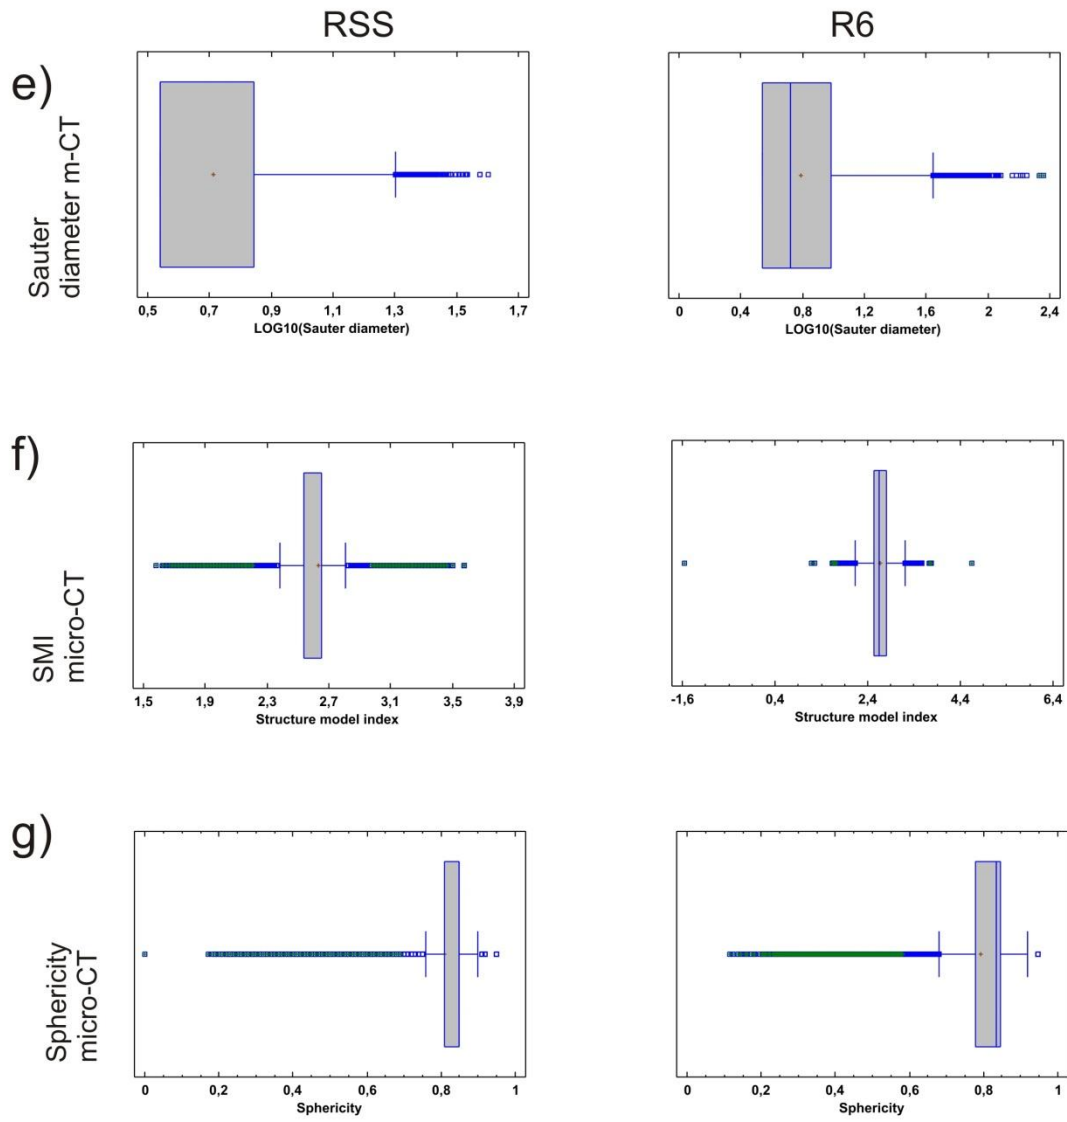 RSS R6
e)
Sauter
diameter m-CT
0,5 0,7 0,9 1,1 1,3 1,5 1,7
LOG10(Sauter diameter)
0 0,4 0,8 1,2 1,6 2 2,4
LOG10(Sauter diameter)
f)
SMI
micro-CT
1,5 1,9 2,3 2,7 3,1 3,5 3,9
Structure model index
-1,6 0,4 2,4 4,4 6,4
Structure model index
g)
Sphericity
micro-CT
0 0,2 0,4 0,6 0,8 1
Sphericity
0 0,2 0,4 0,6 0,8 1
Sphericity